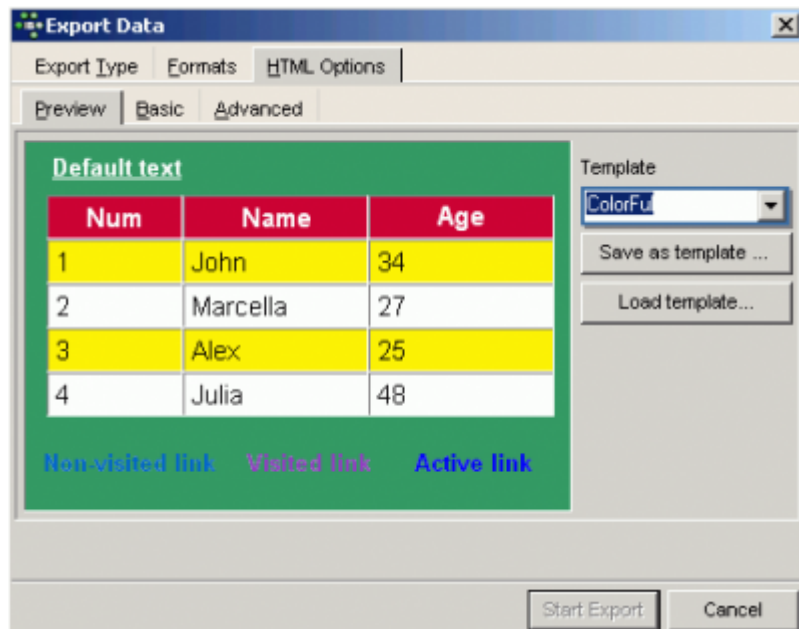 Export Data
Export Type Formats HTML Options
Preview Basic Advanced
Default text
Num Name Age
1 John 34
2 Marcella 27
3 Alex 25
4 Julia 48
Non-visited link Visited link Active link
Template
ColorFul
Save as template ...
Load template...
Start Export Cancel